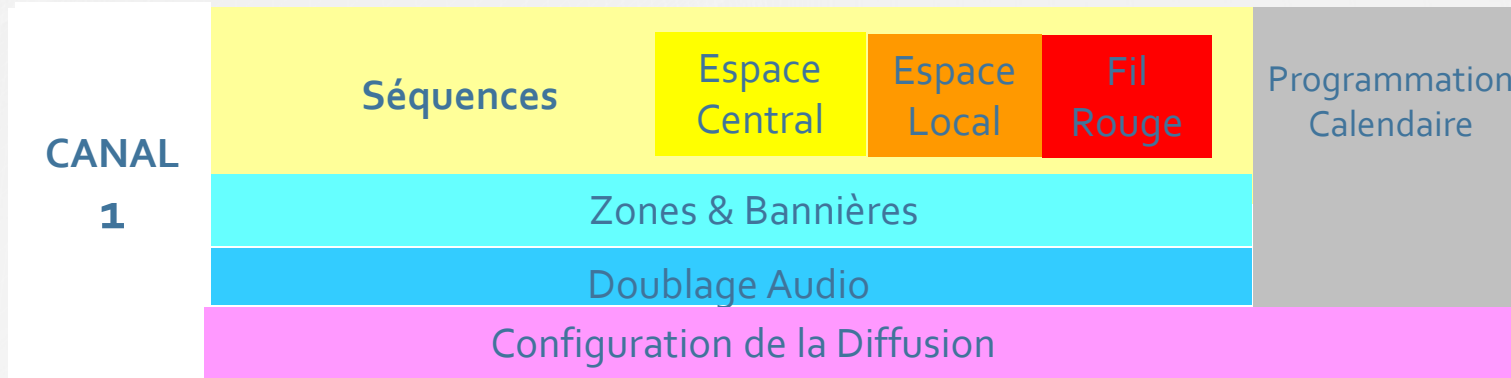 CANAL
1
Séquences
Espace
Central
Espace
Local
Fil
Rouge
Programmation
Calendaire
Zones & Bannières
Doublage Audio
Configuration de la Diffusion